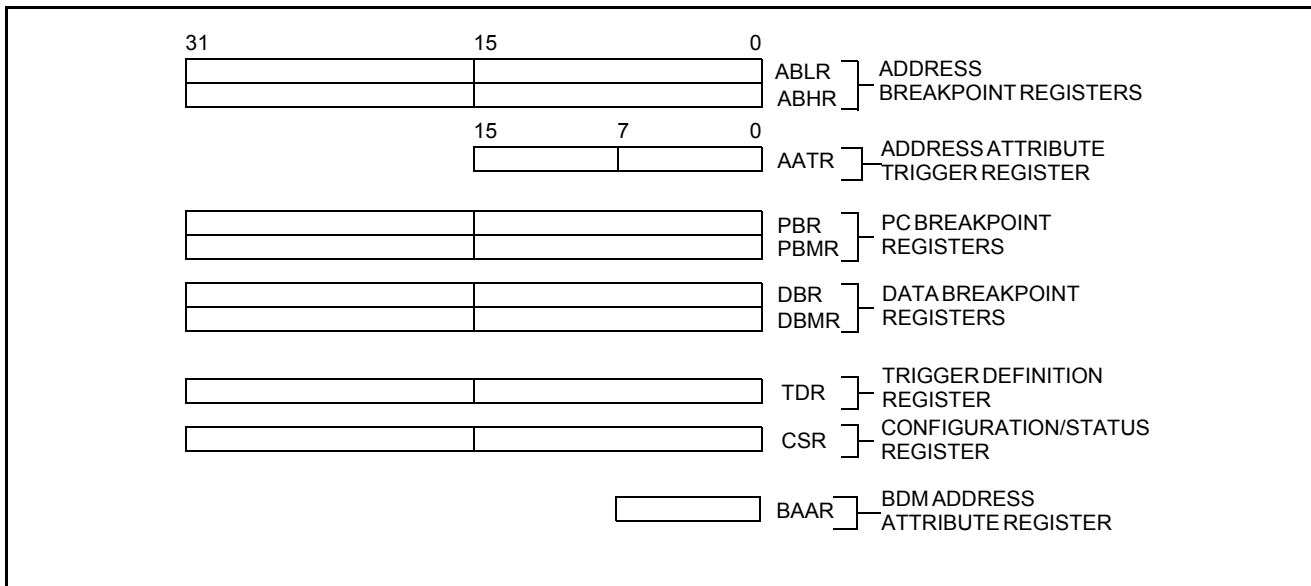 31 15 0
ABLR ADDRESS
ABHR BREAKPOINT REGISTERS
15 7 0
AATR ADDRESS ATTRIBUTE
TRIGGER REGISTER
PBR PC BREAKPOINT
PBMR REGISTERS
DBR DATA BREAKPOINT
DBMR REGISTERS
TDR TRIGGER DEFINITION
REGISTER
CSR CONFIGURATION/STATUS
REGISTER
BAAR BDM ADDRESS
ATTRIBUTE REGISTER